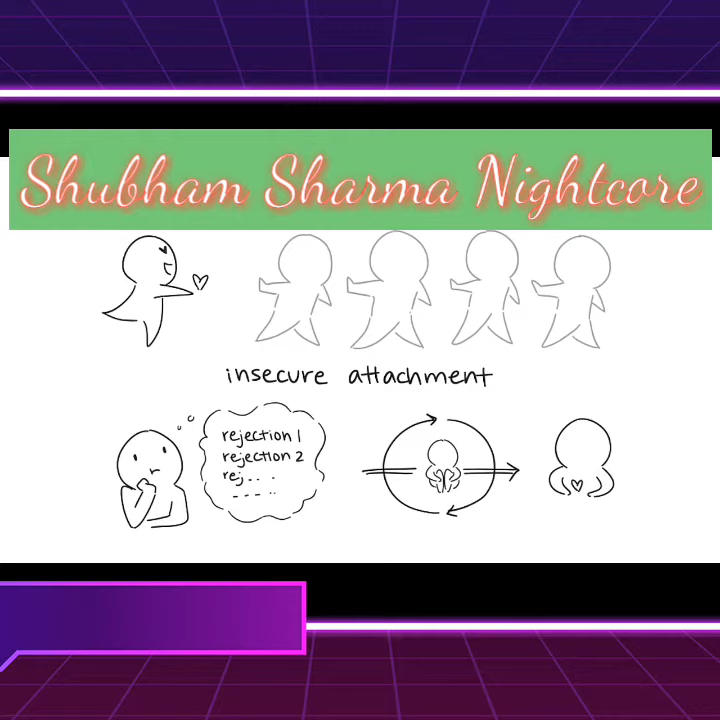 Shubham Sharma Nightcore
insecure attachment
rejection 1
rejection 2
rej...